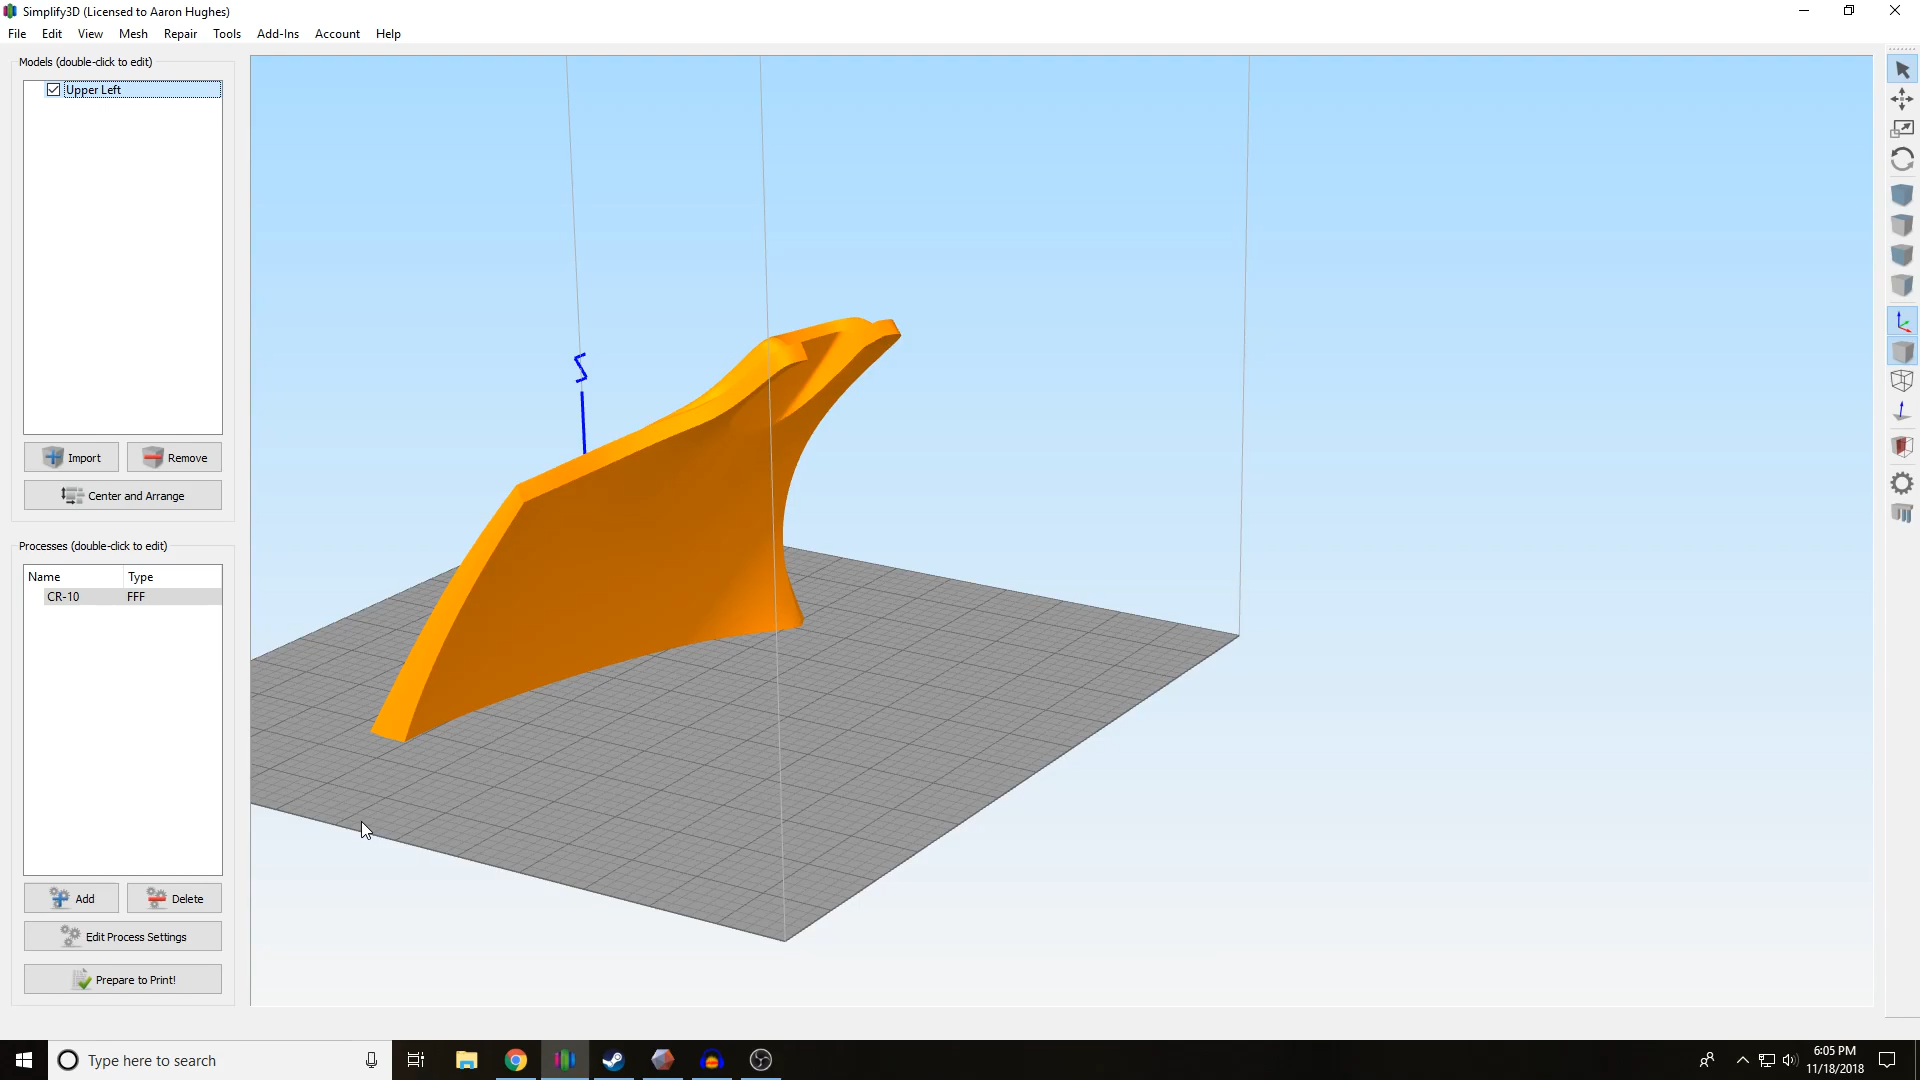 Simplify3D (Licensed to Aaron Hughes)
File Edit View Mesh Repair Tools Add-Ins Account Help
Models (double-click to edit)
Upper Left
Import Remove
Center and Arrange
Processes (double-click to edit)
Name Type
CR-10 FFF
Add Delete
Edit Process Settings
Prepare to Print!
Z
Type here to search
6:05 PM
11/18/2018